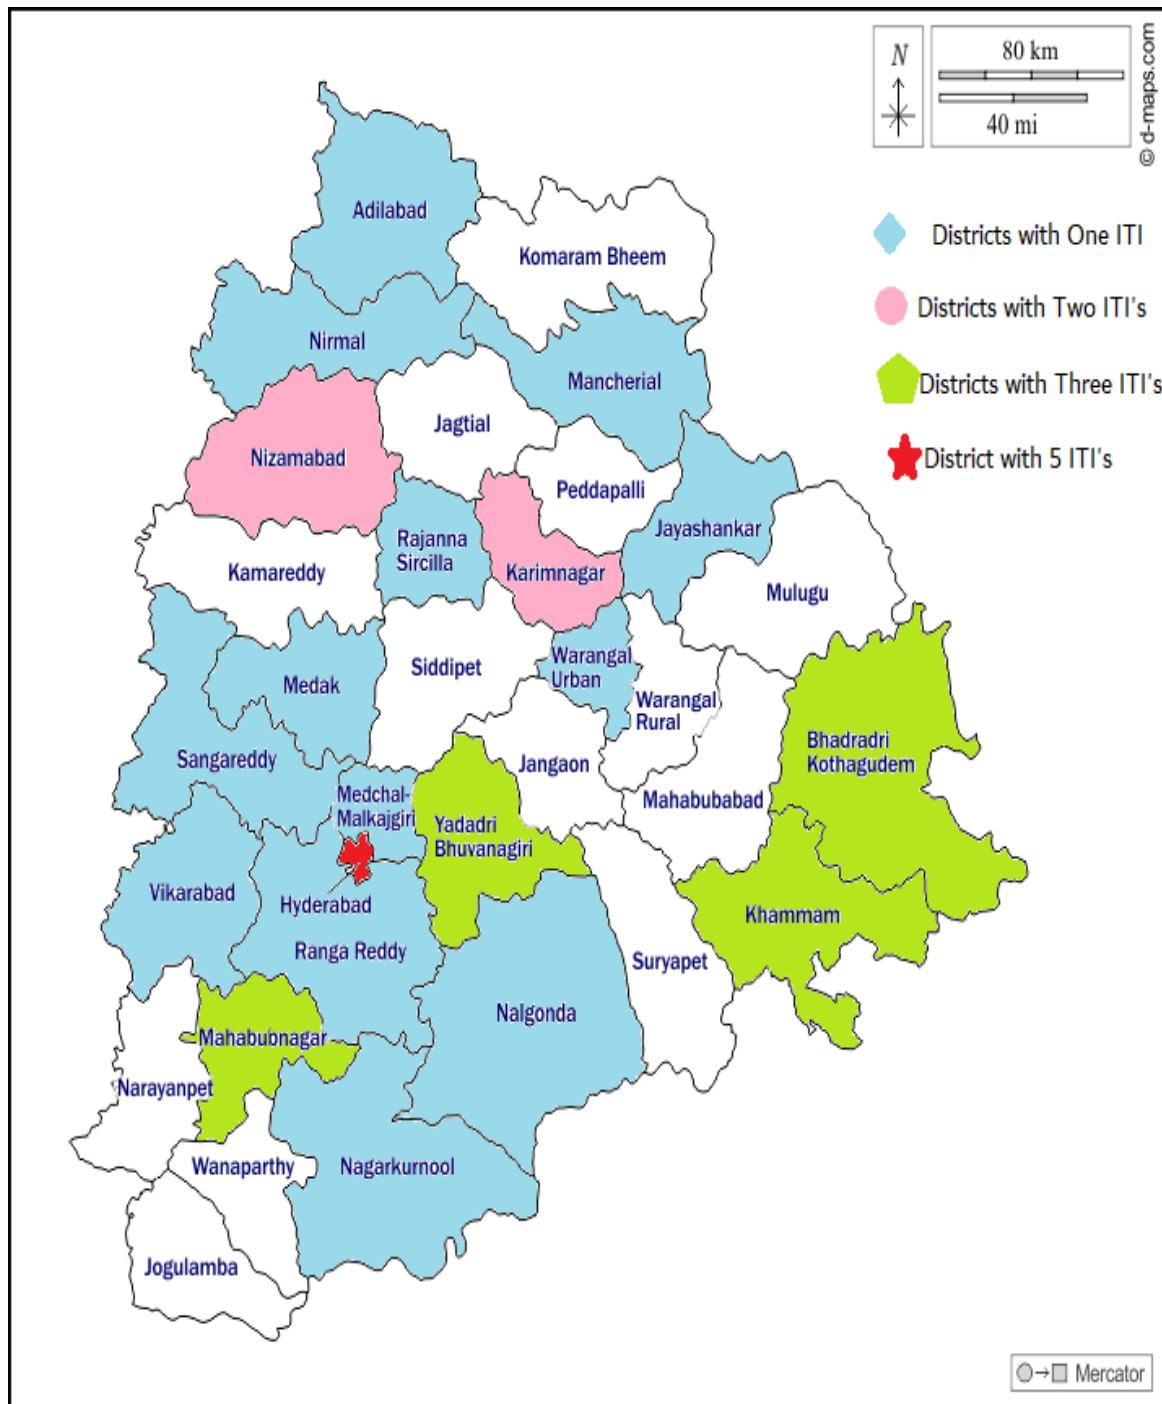 N
80 km
40 mi
© d-maps.com
Districts with One ITI
Districts with Two ITI's
Districts with Three ITI's
District with 5 ITI's
Adilabad
Komaram Bheem
Nirmal
Mancherial
Jagtial
Nizamabad
Peddapalli
Jayashankar
Rajanna
Sircilla
Karimnagar
Kamareddy
Mulugu
Siddipet
Warangal
Urban
Medak
Warangal
Rural
Bhadradri
Kothagudem
Sangareddy
Jangaon
Mahabubabad
Medchal-
Malkajgiri
Yadadri
Bhuvanagiri
Vikarabad
Hyderabad
Khammam
Ranga Reddy
Suryapet
Nalgonda
Mahabubnagar
Narayanpet
Wanaparthy
Nagarkurnool
Jogulamba
Mercator